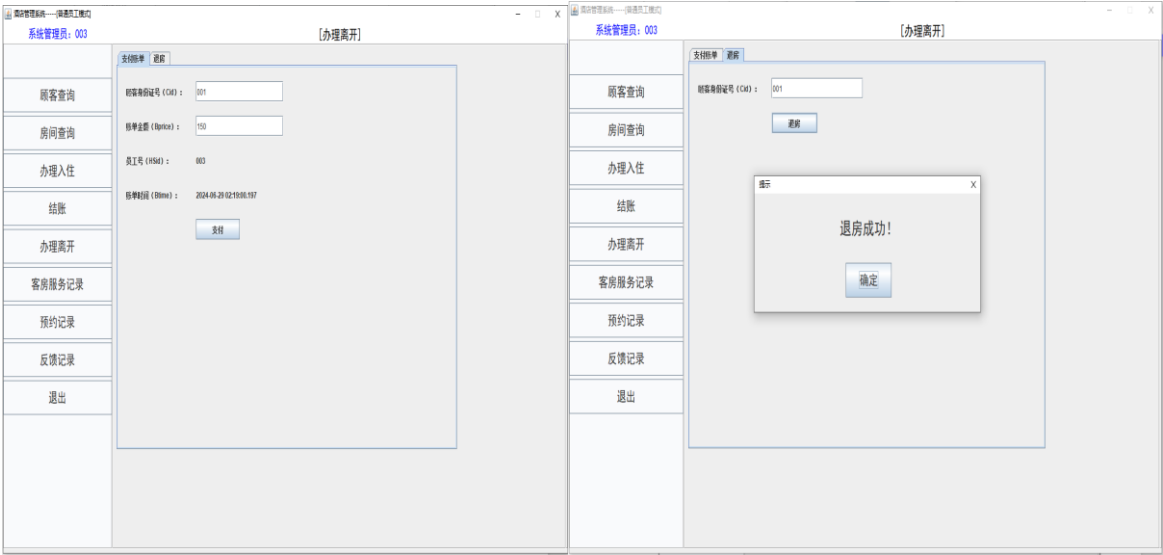 酒店管理系统-----[普通员工模式]
系统管理员：003
[办理离开]
顾客查询
房间查询
办理入住
结账
办理离开
客房服务记录
预约记录
反馈记录
退出
支付账单 退房
顾客身份证号（Cid）： 001
账单金额（Bprice）： 150
员工号（HSid）： 003
账单时间（Btime）： 2024-06-26 02:19:00.197
支付
酒店管理系统-----[普通员工模式]
系统管理员：003
[办理离开]
顾客查询
房间查询
办理入住
结账
办理离开
客房服务记录
预约记录
反馈记录
退出
支付账单 退房
顾客身份证号（Cid）： 001
退房
提示 X
退房成功！
确定